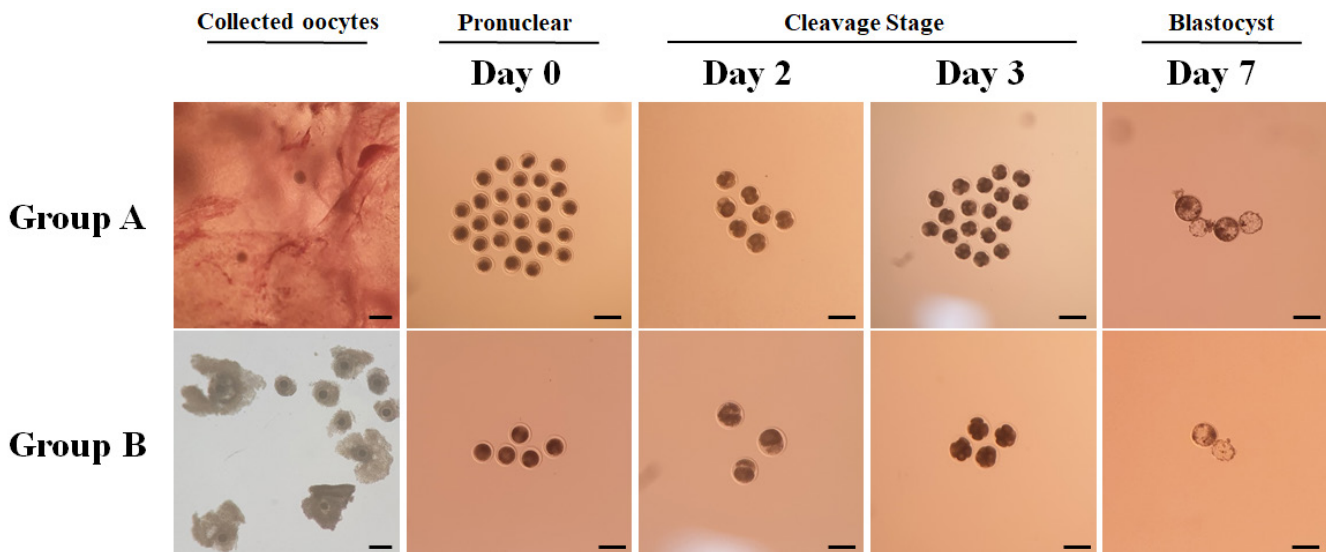 Collected oocytes Pronuclear Cleavage Stage Blastocyst
Day 0 Day 2 Day 3 Day 7
Group A
Group B